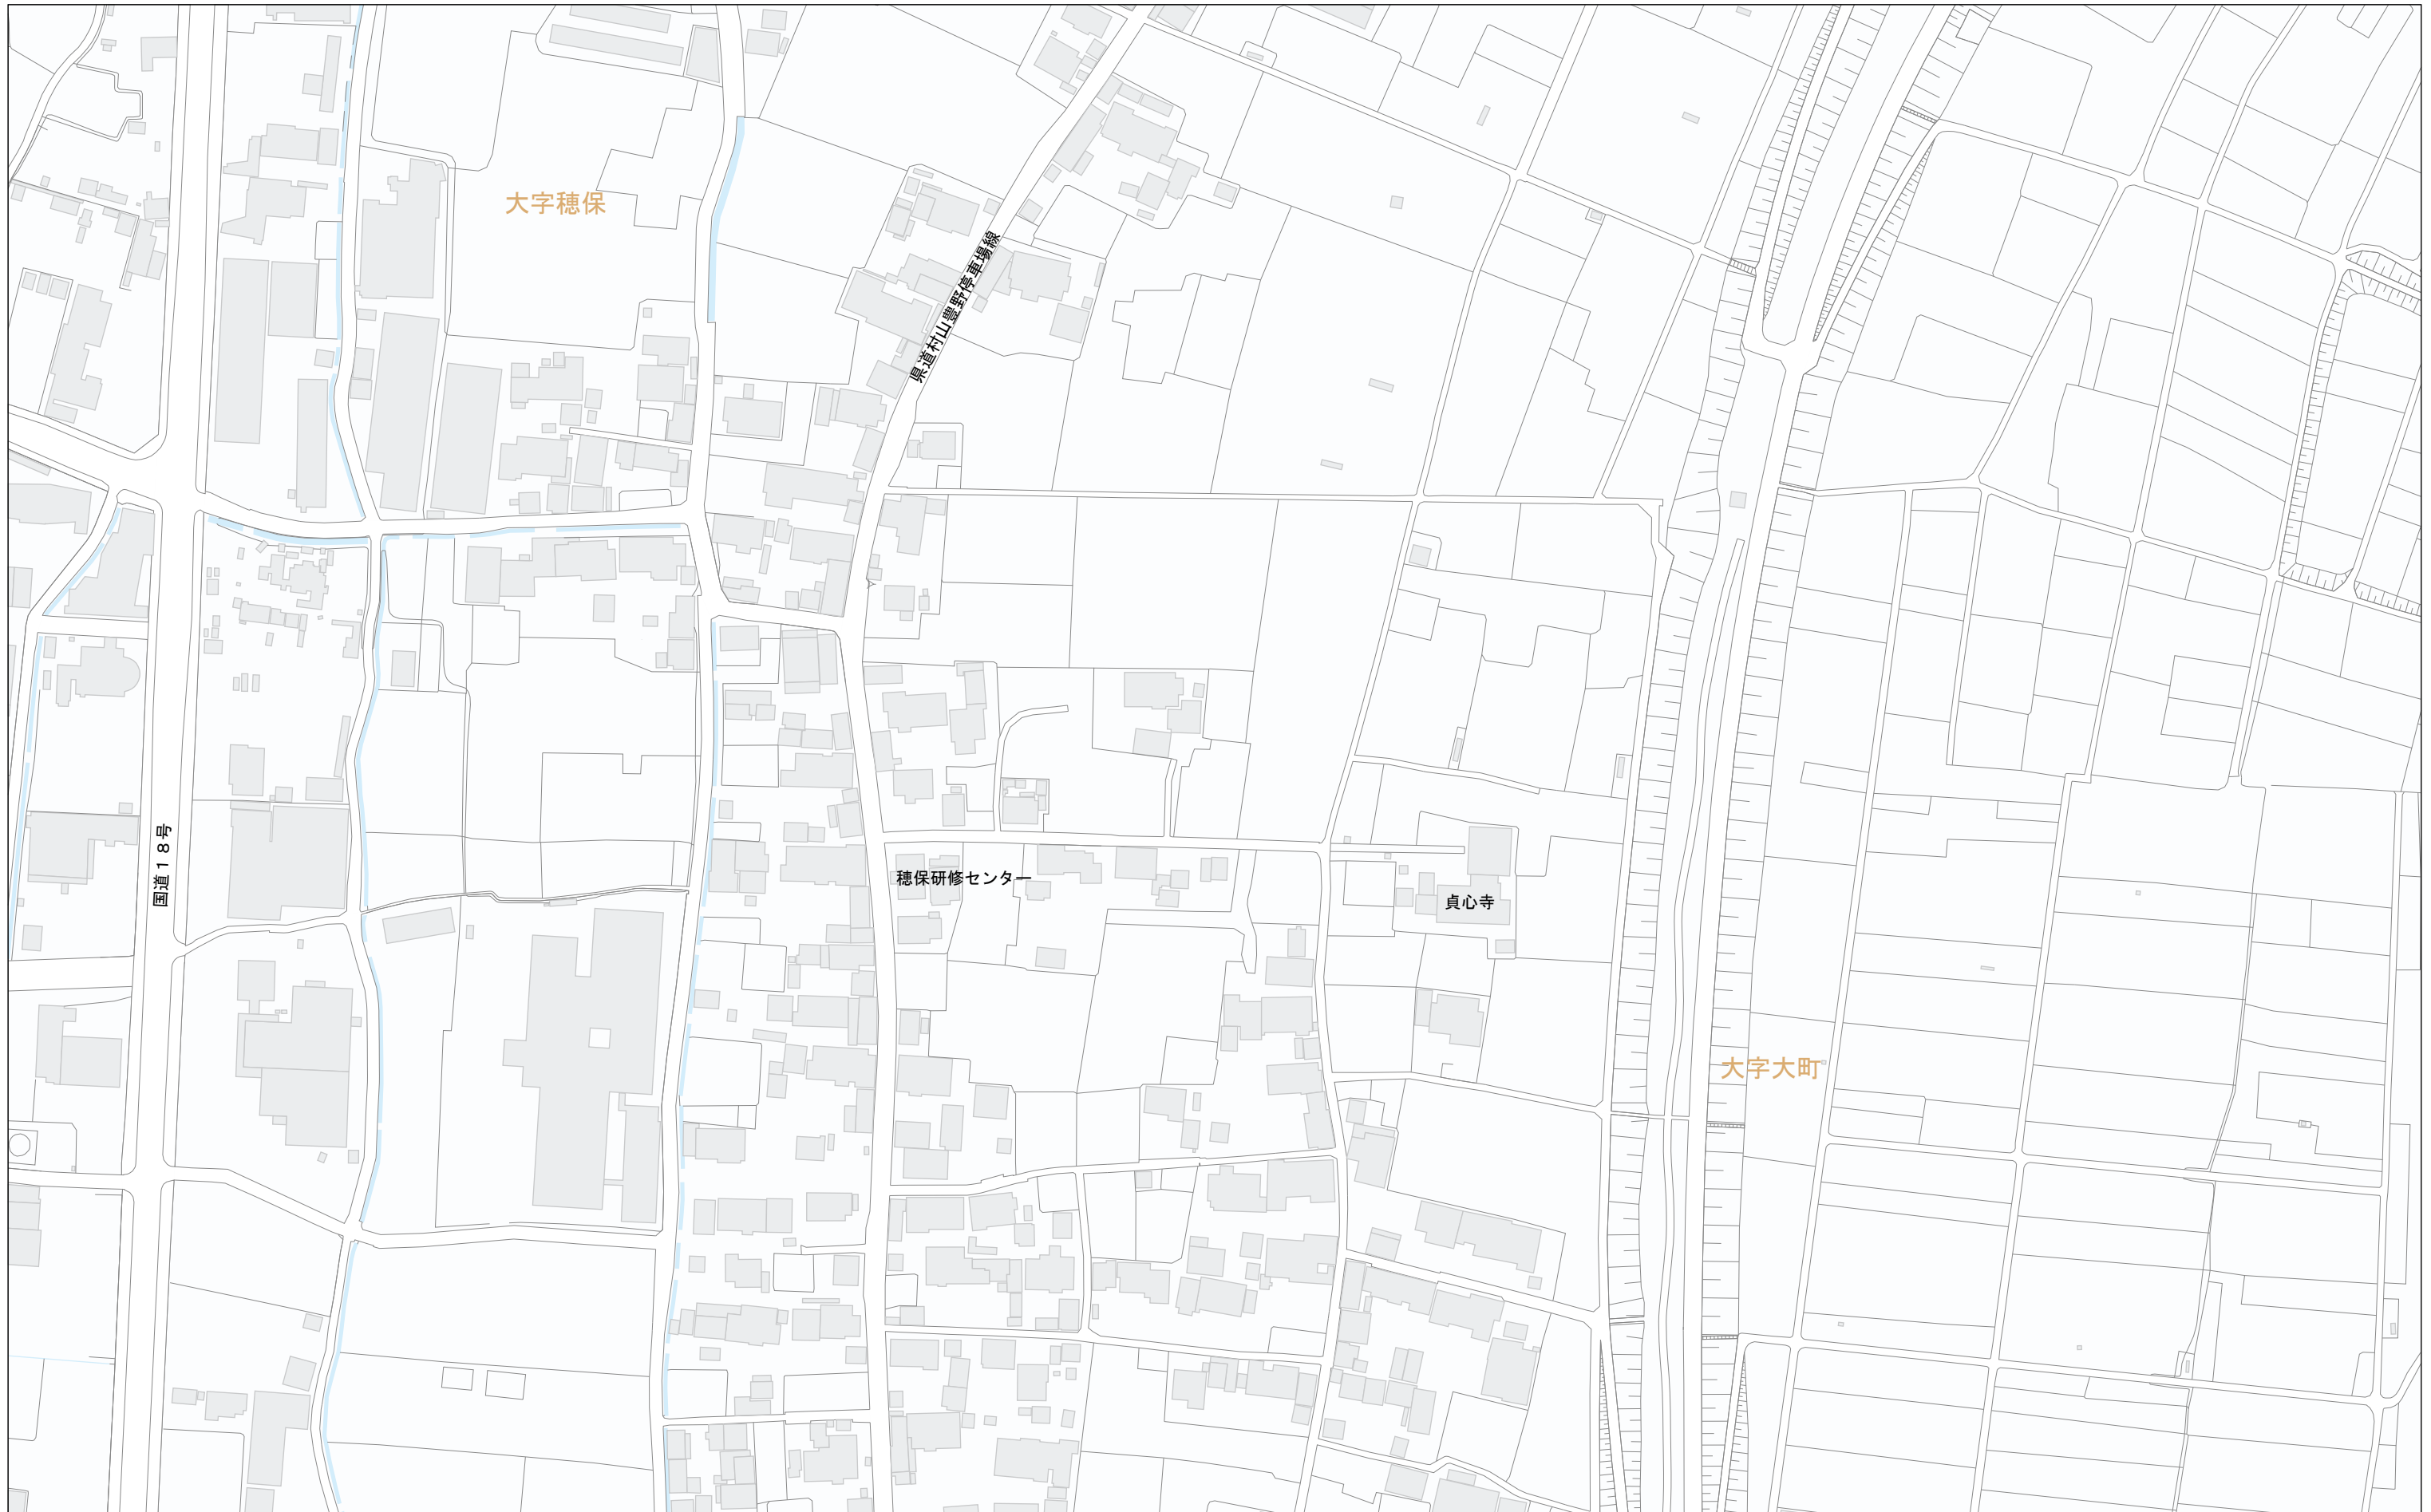 大字穂保
県道村山豊野停車場線
国道18号
穂保研修センター
貞心寺
大字大町